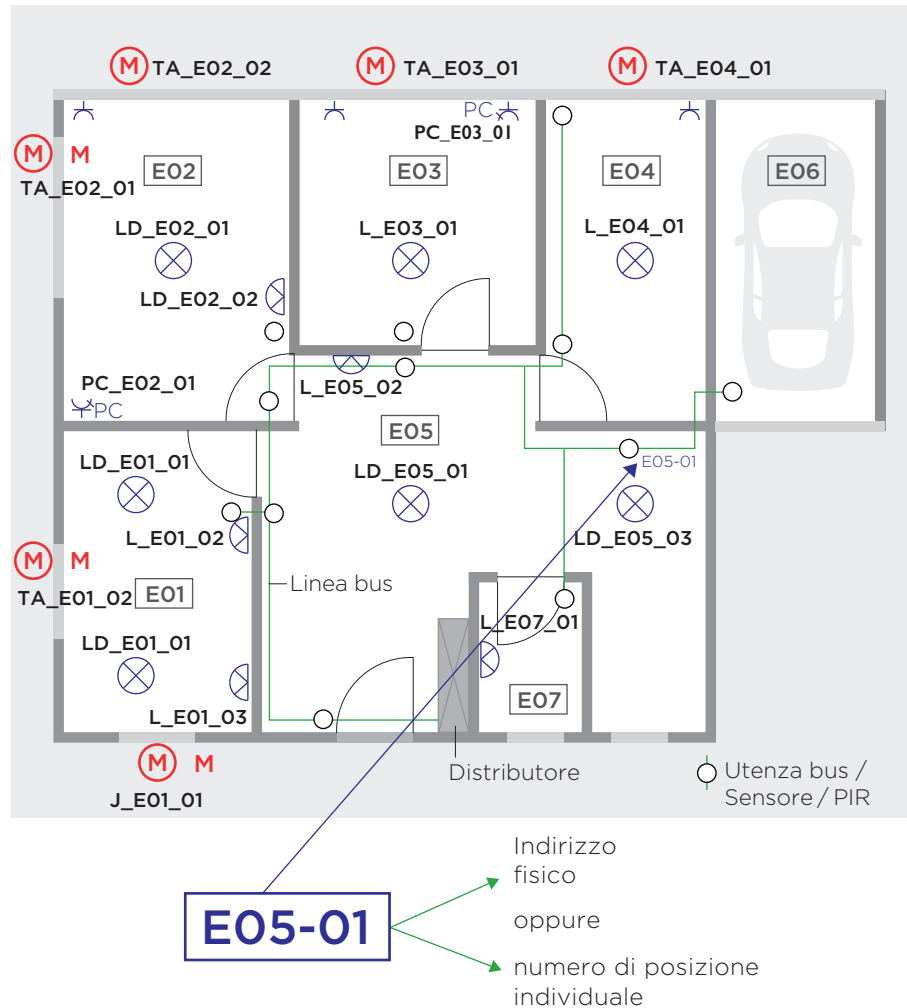 M TA_E02_02
M TA_E03_01
M TA_E04_01
PC
PC_E03_01
M M
TA_E02_01
E02
E03
E04
E06
LD_E02_01
L_E03_01
L_E04_01
LD_E02_02
PC_E02_01
PC
L_E05_02
E05
LD_E01_01
LD_E05_01
E05-01
L_E01_02
LD_E05_03
M M
TA_E01_02
E01
Linea bus
L_E07_01
LD_E01_01
L_E01_03
E07
M M
J_E01_01
Distributore
Utenza bus /
Sensore / PIR
Indirizzo
fisico
E05-01
oppure
numero di posizione
individuale